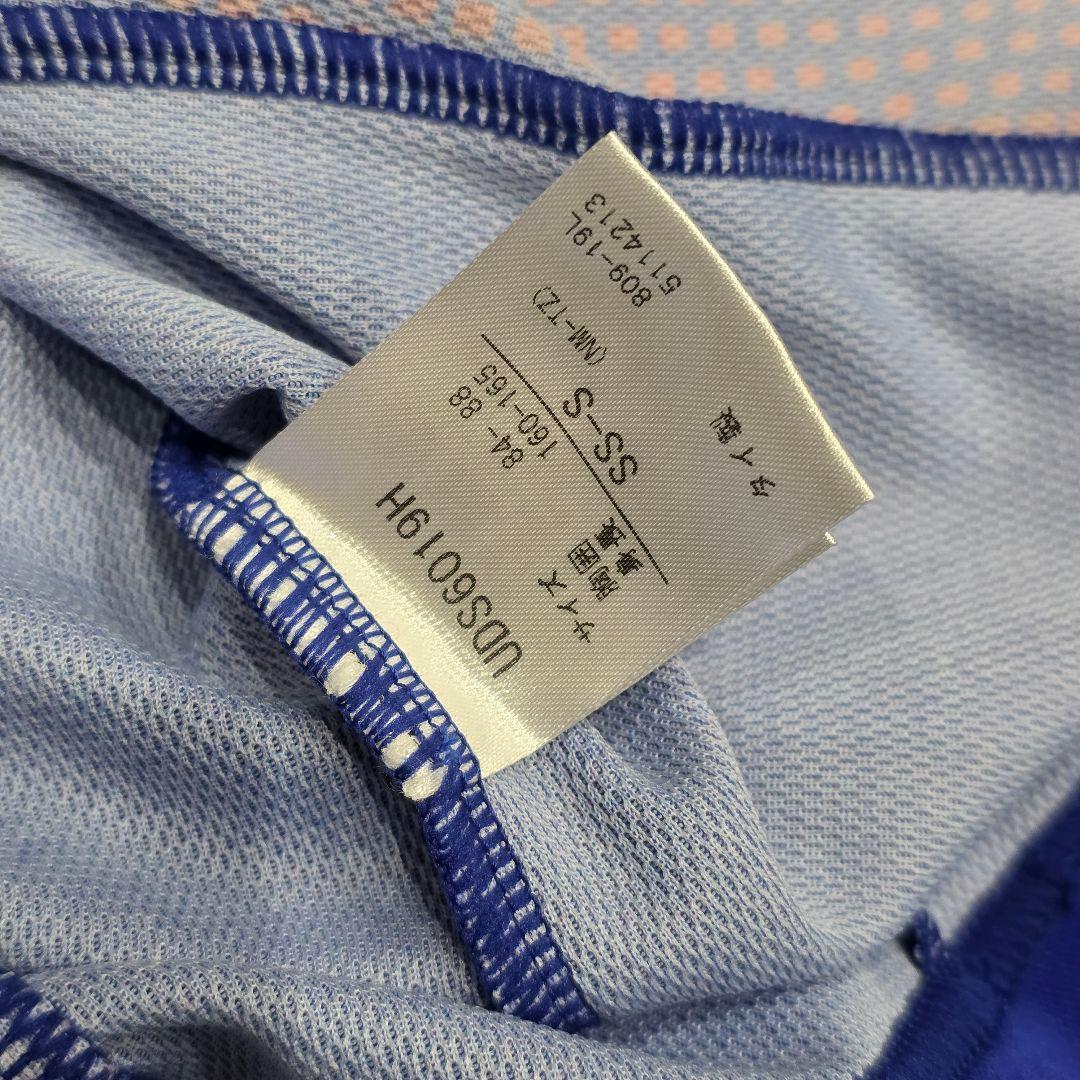 UDS6019H
サイズ
胸囲 84- 88
身長 160-165
SS-S
(NM-TZ)
809-19L
5114213
タイ製